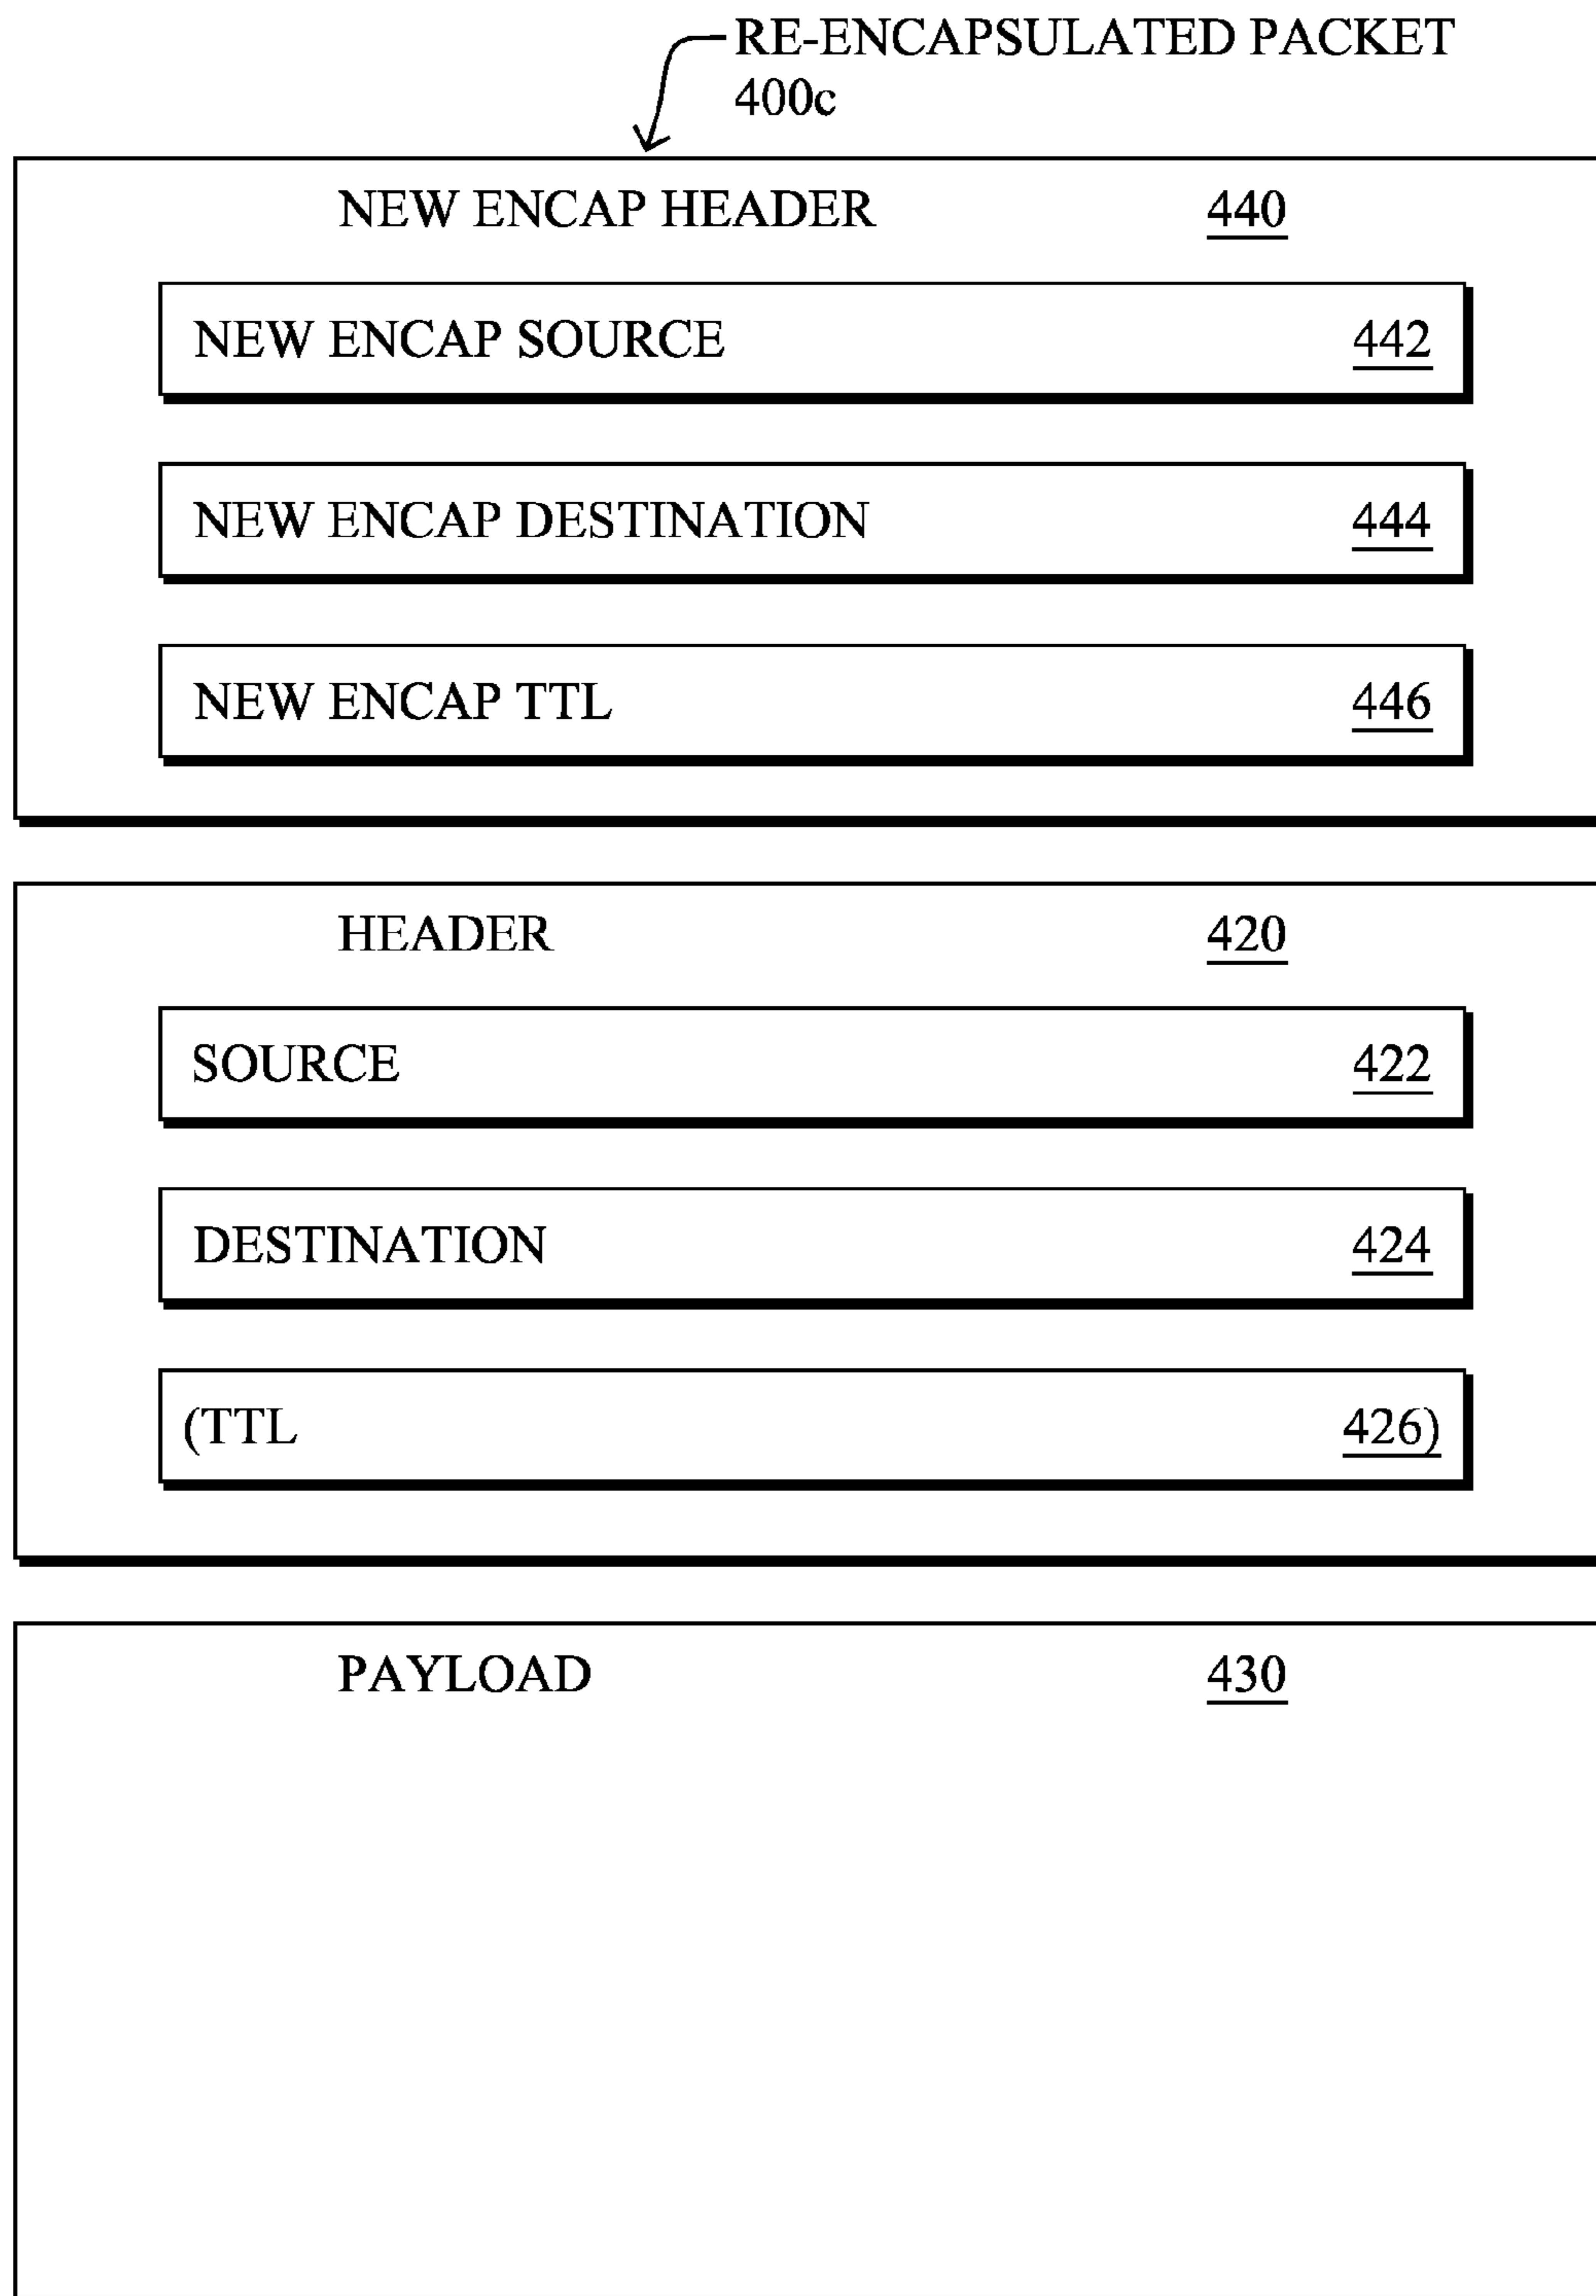 RE-ENCAPSULATED PACKET
400c
NEW ENCAP HEADER 440
NEW ENCAP SOURCE 442
NEW ENCAP DESTINATION 444
NEW ENCAP TTL 446
HEADER 420
SOURCE 422
DESTINATION 424
(TTL 426)
PAYLOAD 430